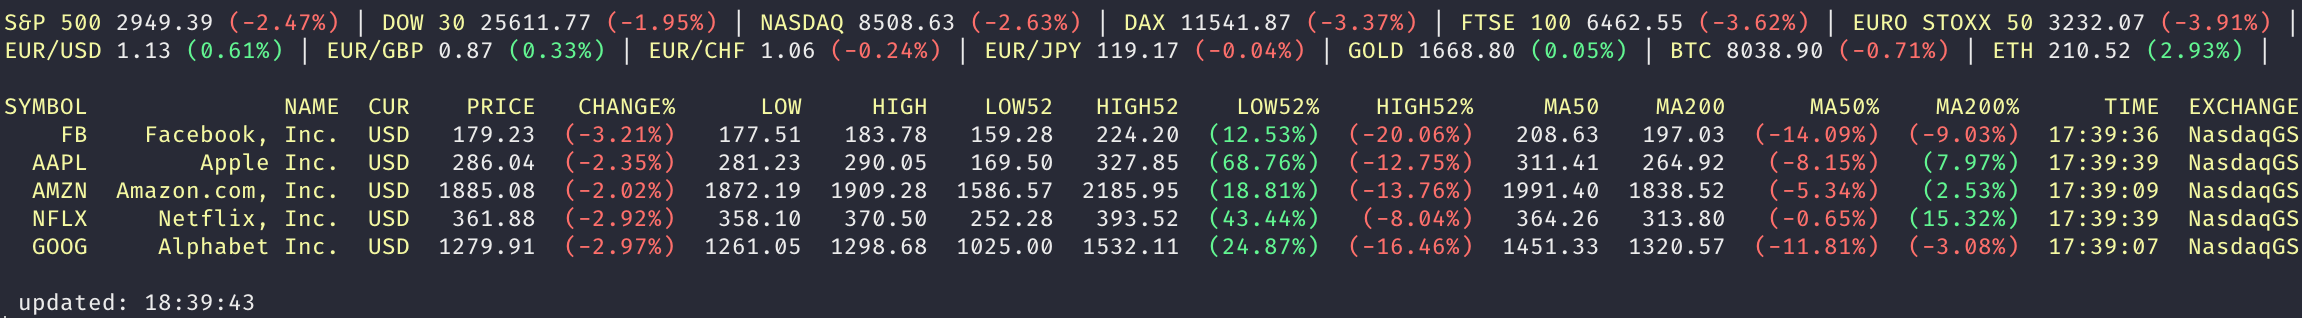 S&P 500 2949.39 (-2.47%) | DOW 30 25611.77 (-1.95%) | NASDAQ 8508.63 (-2.63%) | DAX 11541.87 (-3.37%) | FTSE 100 6462.55 (-3.62%) | EURO STOXX 50 3232.07 (-3.91%) |
EUR/USD 1.13 (0.61%) | EUR/GBP 0.87 (0.33%) | EUR/CHF 1.06 (-0.24%) | EUR/JPY 119.17 (-0.04%) | GOLD 1668.80 (0.05%) | BTC 8038.90 (-0.71%) | ETH 210.52 (2.93%) |
SYMBOL NAME CUR PRICE CHANGE% LOW HIGH LOW52 HIGH52 LOW52% HIGH52% MA50 MA200 MA50% MA200% TIME EXCHANGE
FB Facebook, Inc. USD 179.23 (-3.21%) 177.51 183.78 159.28 224.20 (12.53%) (-20.06%) 208.63 197.03 (-14.09%) (-9.03%) 17:39:36 NasdaqGS
AAPL Apple Inc. USD 286.04 (-2.35%) 281.23 290.05 169.50 327.85 (68.76%) (-12.75%) 311.41 264.92 (-8.15%) (7.97%) 17:39:39 NasdaqGS
AMZN Amazon.com, Inc. USD 1885.08 (-2.02%) 1872.19 1909.28 1586.57 2185.95 (18.81%) (-13.76%) 1991.40 1838.52 (-5.34%) (2.53%) 17:39:09 NasdaqGS
NFLX Netflix, Inc. USD 361.88 (-2.92%) 358.10 370.50 252.28 393.52 (43.44%) (-8.04%) 364.26 313.80 (-0.65%) (15.32%) 17:39:39 NasdaqGS
GOOG Alphabet Inc. USD 1279.91 (-2.97%) 1261.05 1298.68 1025.00 1532.11 (24.87%) (-16.46%) 1451.33 1320.57 (-11.81%) (-3.08%) 17:39:07 NasdaqGS
updated: 18:39:43